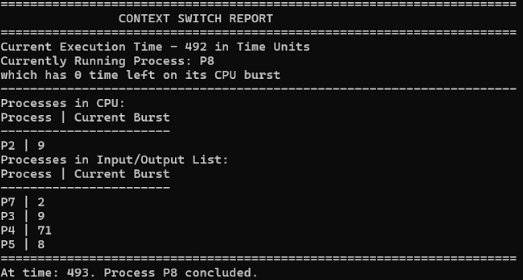 ================================================================
CONTEXT SWITCH REPORT
================================================================
Current Execution Time - 492 in Time Units
Currently Running Process: P8
which has 0 time left on its CPU burst
----------------------------------------------------------------
Processes in CPU:
Process | Current Burst
---------------------
P2 | 9
Processes in Input/Output List:
Process | Current Burst
---------------------
P7 | 2
P3 | 9
P4 | 71
P5 | 8
================================================================
At time: 493. Process P8 concluded.